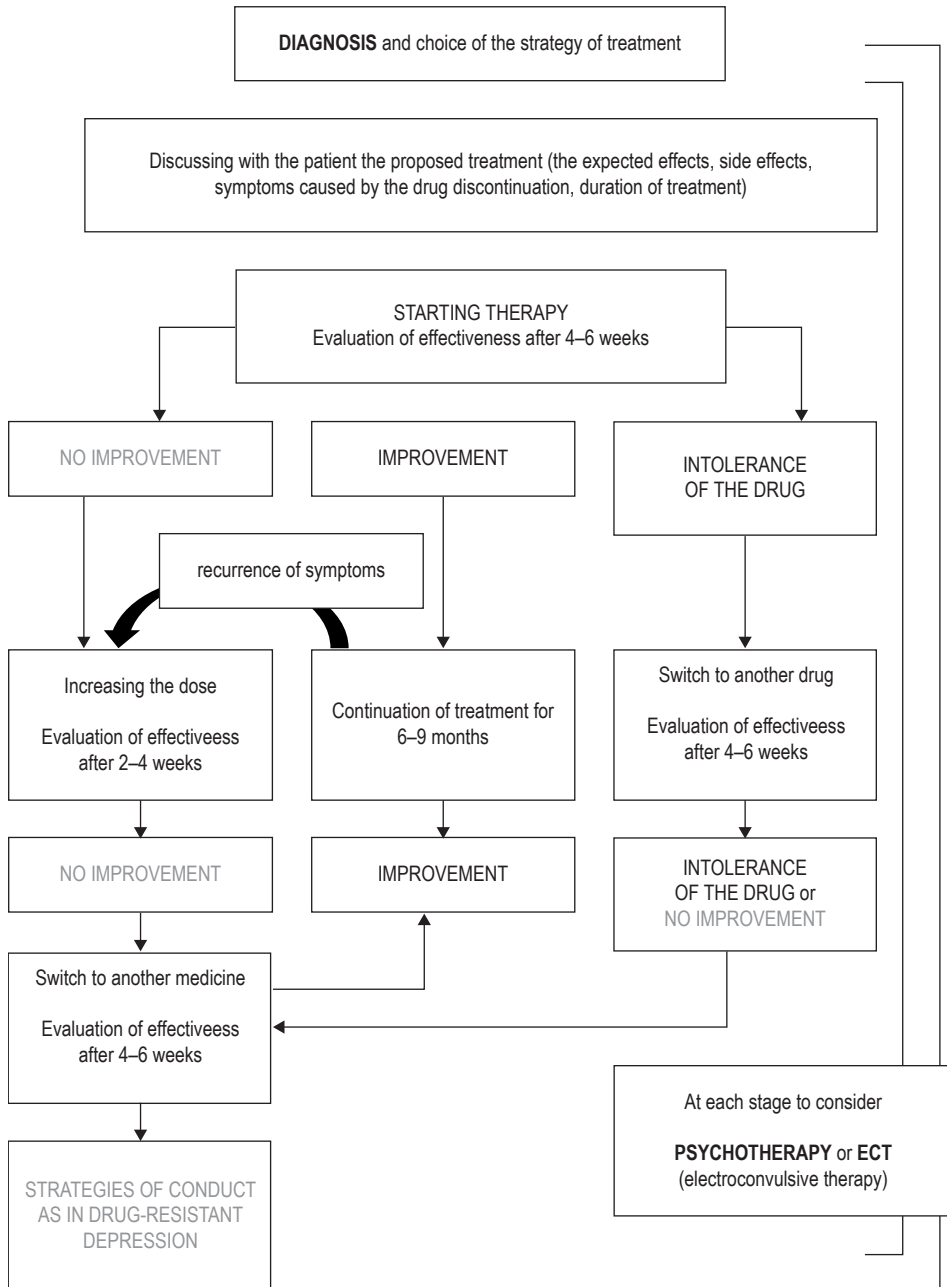 DIAGNOSIS and choice of the strategy of treatment
Discussing with the patient the proposed treatment (the expected effects, side effects,
symptoms caused by the drug discontinuation, duration of treatment)
STARTING THERAPY
Evaluation of effectiveness after 4–6 weeks
NO IMPROVEMENT
IMPROVEMENT
INTOLERANCE
OF THE DRUG
recurrence of symptoms
Increasing the dose
Evaluation of effectiveess
after 2–4 weeks
Continuation of treatment for
6–9 months
Switch to another drug
Evaluation of effectiveess
after 4–6 weeks
NO IMPROVEMENT
IMPROVEMENT
INTOLERANCE
OF THE DRUG or
NO IMPROVEMENT
Switch to another medicine
Evaluation of effectiveess
after 4–6 weeks
At each stage to consider
PSYCHOTHERAPY or ECT
(electroconvulsive therapy)
STRATEGIES OF CONDUCT
AS IN DRUG-RESISTANT
DEPRESSION